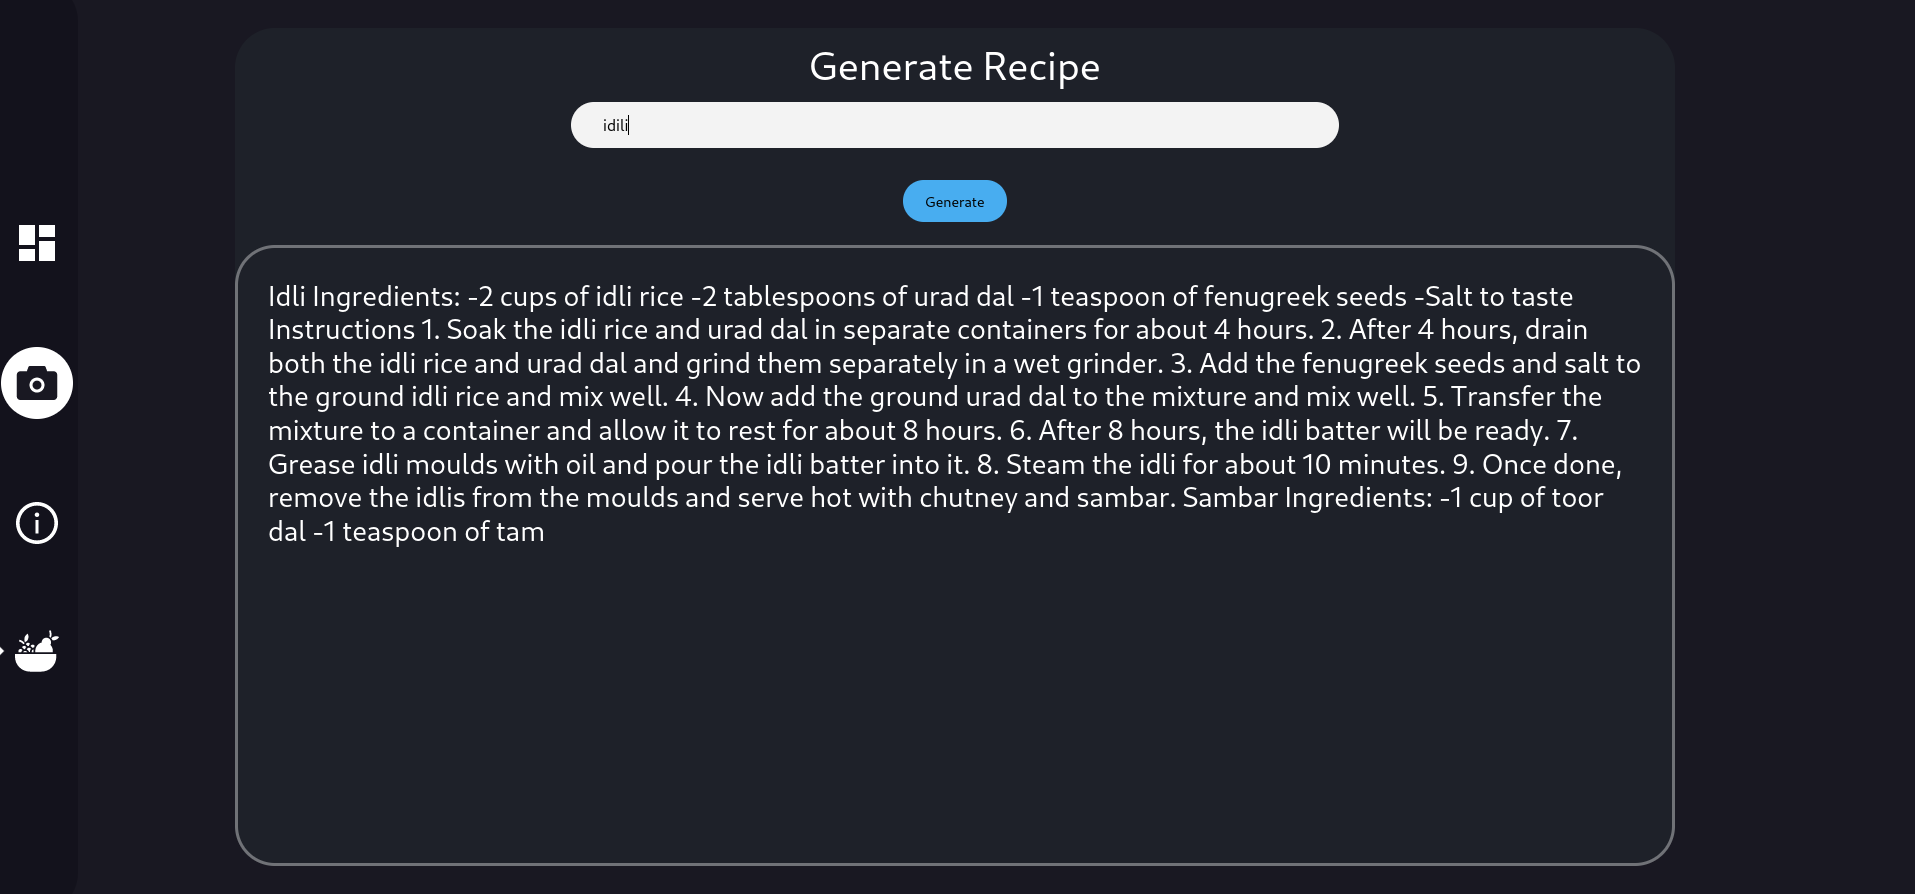 Generate Recipe
idili
Generate
Idli Ingredients: -2 cups of idli rice -2 tablespoons of urad dal -1 teaspoon of fenugreek seeds -Salt to taste
Instructions 1. Soak the idli rice and urad dal in separate containers for about 4 hours. 2. After 4 hours, drain
both the idli rice and urad dal and grind them separately in a wet grinder. 3. Add the fenugreek seeds and salt to
the ground idli rice and mix well. 4. Now add the ground urad dal to the mixture and mix well. 5. Transfer the
mixture to a container and allow it to rest for about 8 hours. 6. After 8 hours, the idli batter will be ready. 7.
Grease idli moulds with oil and pour the idli batter into it. 8. Steam the idli for about 10 minutes. 9. Once done,
remove the idlis from the moulds and serve hot with chutney and sambar. Sambar Ingredients: -1 cup of toor
dal -1 teaspoon of tam